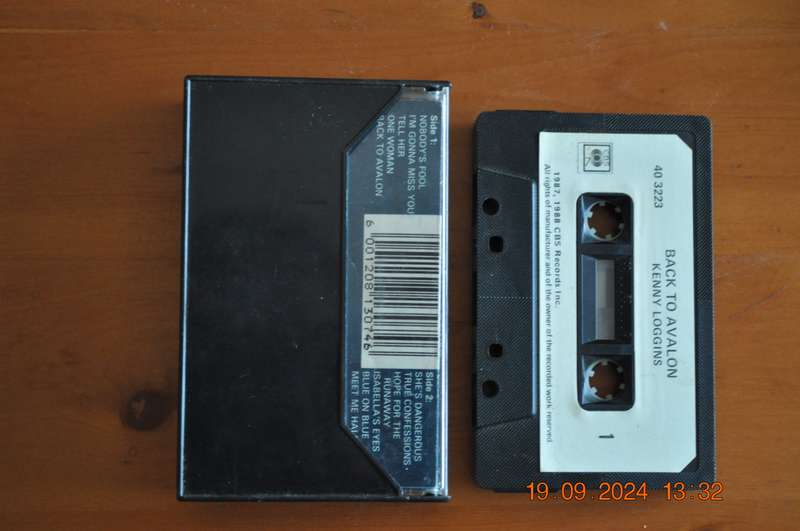 Side 1:
NOBODY'S FOOL
I'M GONNA MISS YOU
TELL HER
ONE WOMAN
BACK TO AVALON
6 001208 130746
Side 2:
SHE'S DANGEROUS
TRUE CONFESSIONS,
HOPE FOR THE
RUNAWAY
ISABELLA'S EYES
BLUE ON BLUE
MEET ME HA
CBS
40 3223
BACK TO AVALON
KENNY LOGGINS
1
1987, 1988 CBS Records Inc.
All rights of manufacturer and of the owner of the recorded work reserved
19.09.2024 13:32